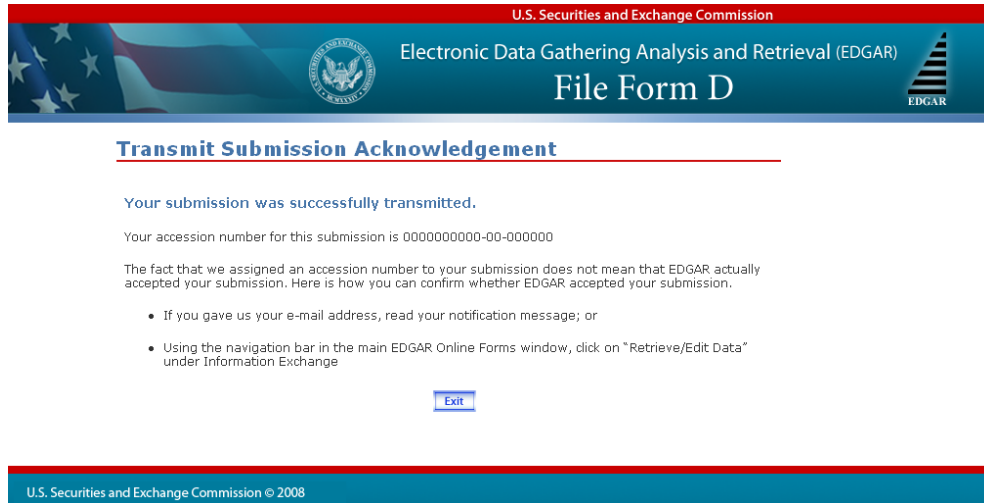 U.S. Securities and Exchange Commission
Electronic Data Gathering Analysis and Retrieval (EDGAR)
File Form D
EDGAR
Transmit Submission Acknowledgement
Your submission was successfully transmitted.
Your accession number for this submission is 0000000000-00-000000
The fact that we assigned an accession number to your submission does not mean that EDGAR actually
accepted your submission. Here is how you can confirm whether EDGAR accepted your submission.
• If you gave us your e-mail address, read your notification message; or
• Using the navigation bar in the main EDGAR Online Forms window, click on “Retrieve/Edit Data”
under Information Exchange
Exit
U.S. Securities and Exchange Commission © 2008